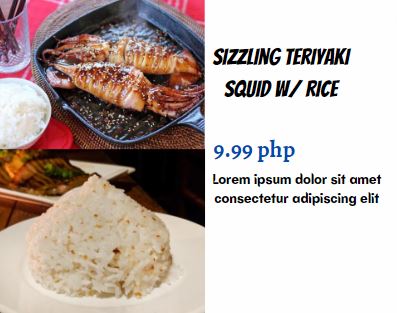 SIZZLING TERIYAKI
SQUID W/ RICE
9.99 php
Lorem ipsum dolor sit amet
consectetur adipiscing elit